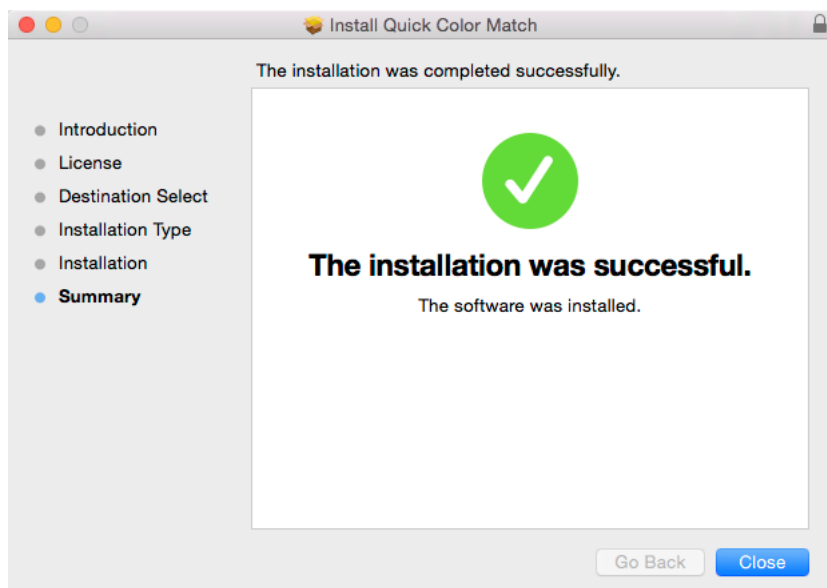 Install Quick Color Match
The installation was completed successfully.
Introduction
License
Destination Select
Installation Type
Installation
Summary
The installation was successful.
The software was installed.
Go Back
Close